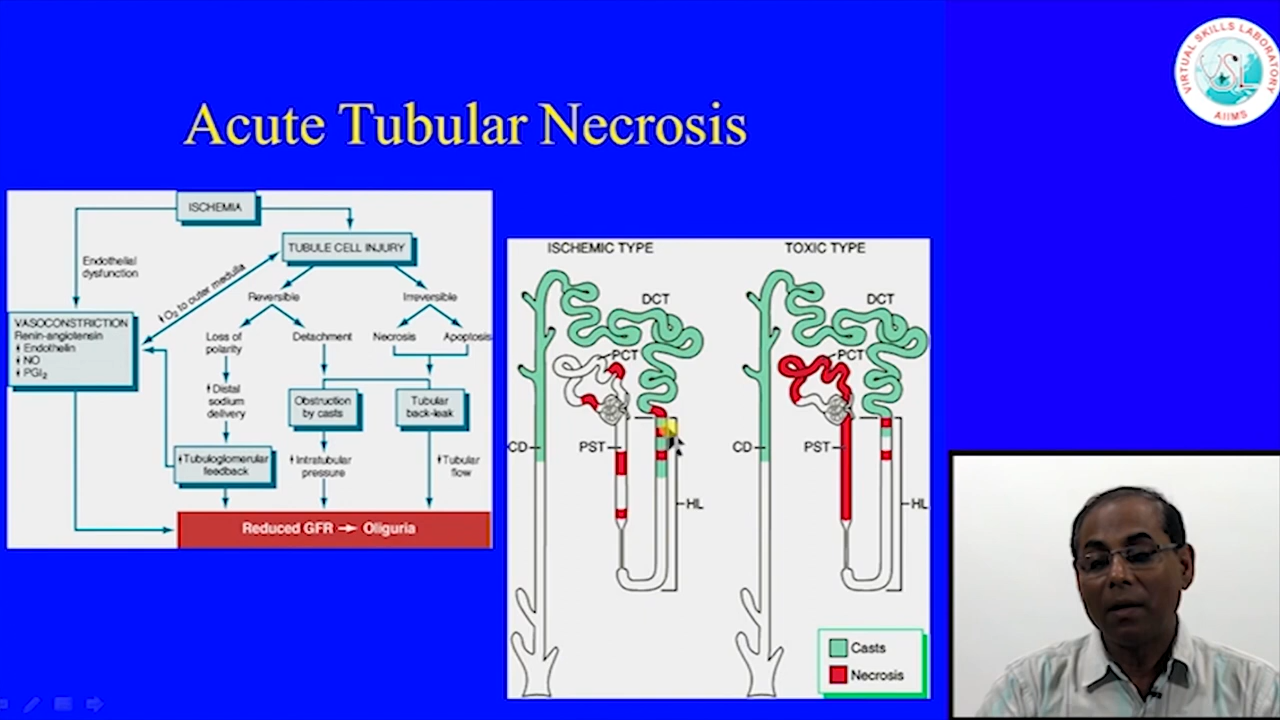 VIRTUAL SKILLS LABORATORY
VSL
AIIMS
Acute Tubular Necrosis
ISCHEMIA
TUBULE CELL INJURY
Endothelial
dysfunction
O₂ to outer medulla
Reversible
Irreversible
VASOCONSTRICTION
Renin-angiotensin
Endothelin
NO
PGI₂
Loss of
polarity
Detachment
Necrosis
Apoptosis
Distal
sodium
delivery
Obstruction
by casts
Tubular
back-leak
Tubuloglomerular
feedback
Intratubular
pressure
Tubular
flow
Reduced GFR → Oliguria
ISCHEMIC TYPE
DCT
PCT
CD
PST
HL
TOXIC TYPE
DCT
PCT
CD
PST
HL
Casts
Necrosis